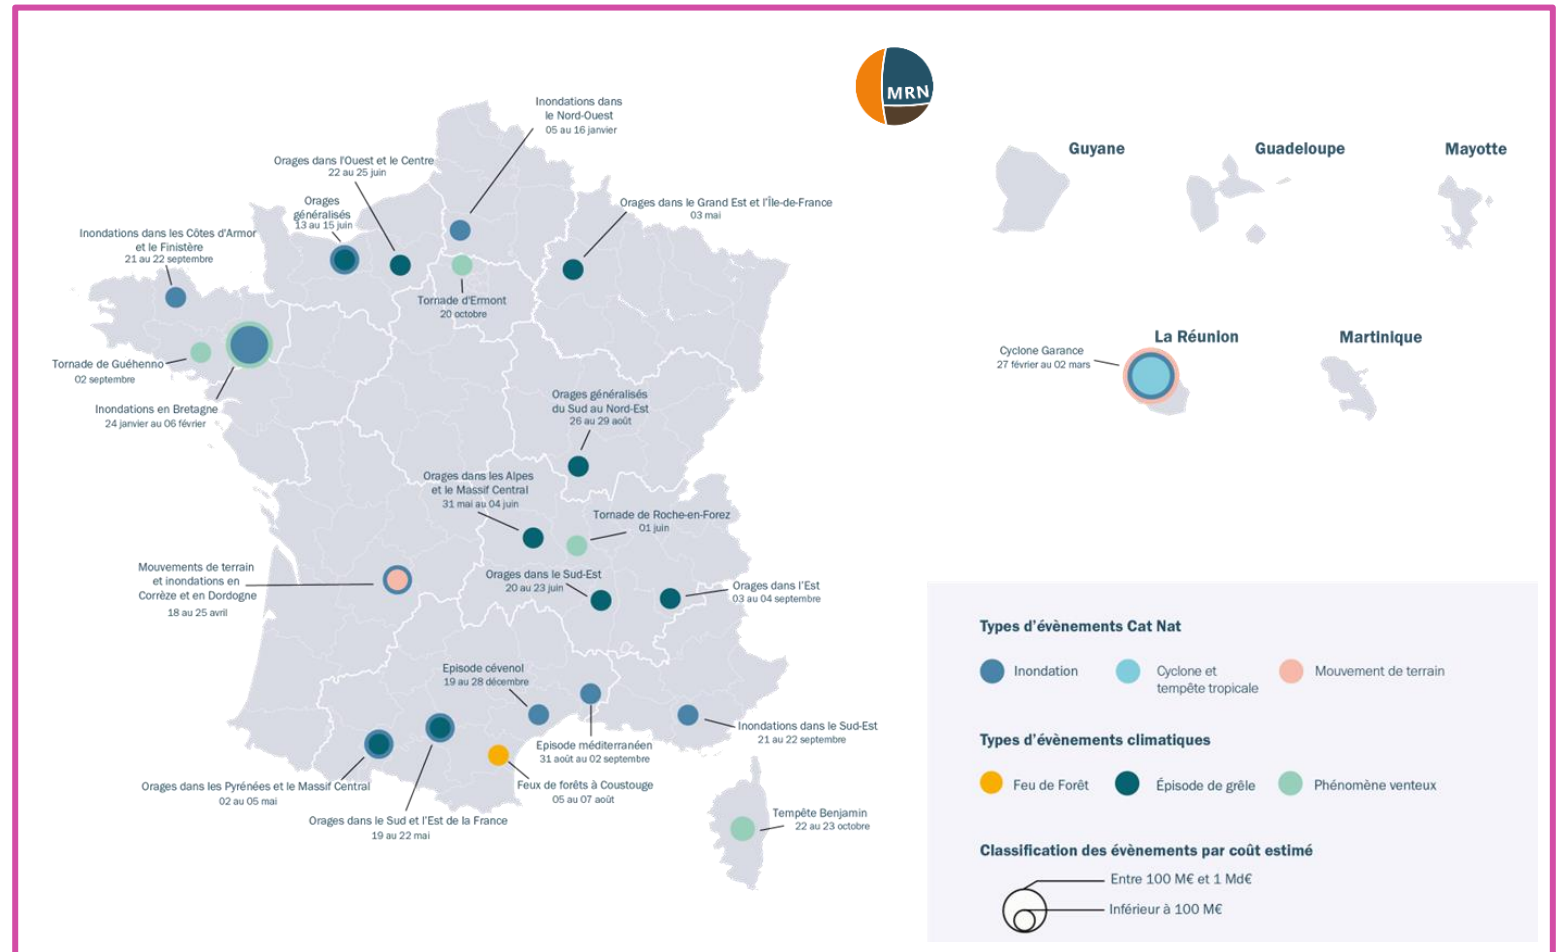 MRN
Inondations dans
le Nord-Ouest
05 au 16 janvier
Orages dans l'Ouest et le Centre
22 au 25 juin
Orages
généralisés
13 au 15 juin
Orages dans le Grand Est et l'Île-de-France
03 mai
Inondations dans les Côtes d'Armor
et le Finistère
21 au 22 septembre
Tornade d'Ermont
20 octobre
Tornade de Guéhenno
02 septembre
Inondations en Bretagne
24 janvier au 06 février
Orages généralisés
du Sud au Nord-Est
26 au 29 août
Orages dans les Alpes
et le Massif Central
31 mai au 04 juin
Tornade de Roche-en-Forez
01 juin
Mouvements de terrain
et inondations en
Corrèze et en Dordogne
18 au 25 avril
Orages dans le Sud-Est
20 au 23 juin
Orages dans l'Est
03 au 04 septembre
Episode cévenol
19 au 28 décembre
Inondations dans le Sud-Est
21 au 22 septembre
Episode méditerranéen
31 août au 02 septembre
Orages dans les Pyrénées et le Massif Central
02 au 05 mai
Feux de forêts à Coustouge
05 au 07 août
Orages dans le Sud et l'Est de la France
19 au 22 mai
Tempête Benjamin
22 au 23 octobre
Guyane
Guadeloupe
Mayotte
La Réunion
Martinique
Cyclone Garance
27 février au 02 mars
Types d'évènements Cat Nat
Inondation
Cyclone et
tempête tropicale
Mouvement de terrain
Types d'évènements climatiques
Feu de Forêt
Épisode de grêle
Phénomène venteux
Classification des évènements par coût estimé
Entre 100 M€ et 1 Md€
Inférieur à 100 M€